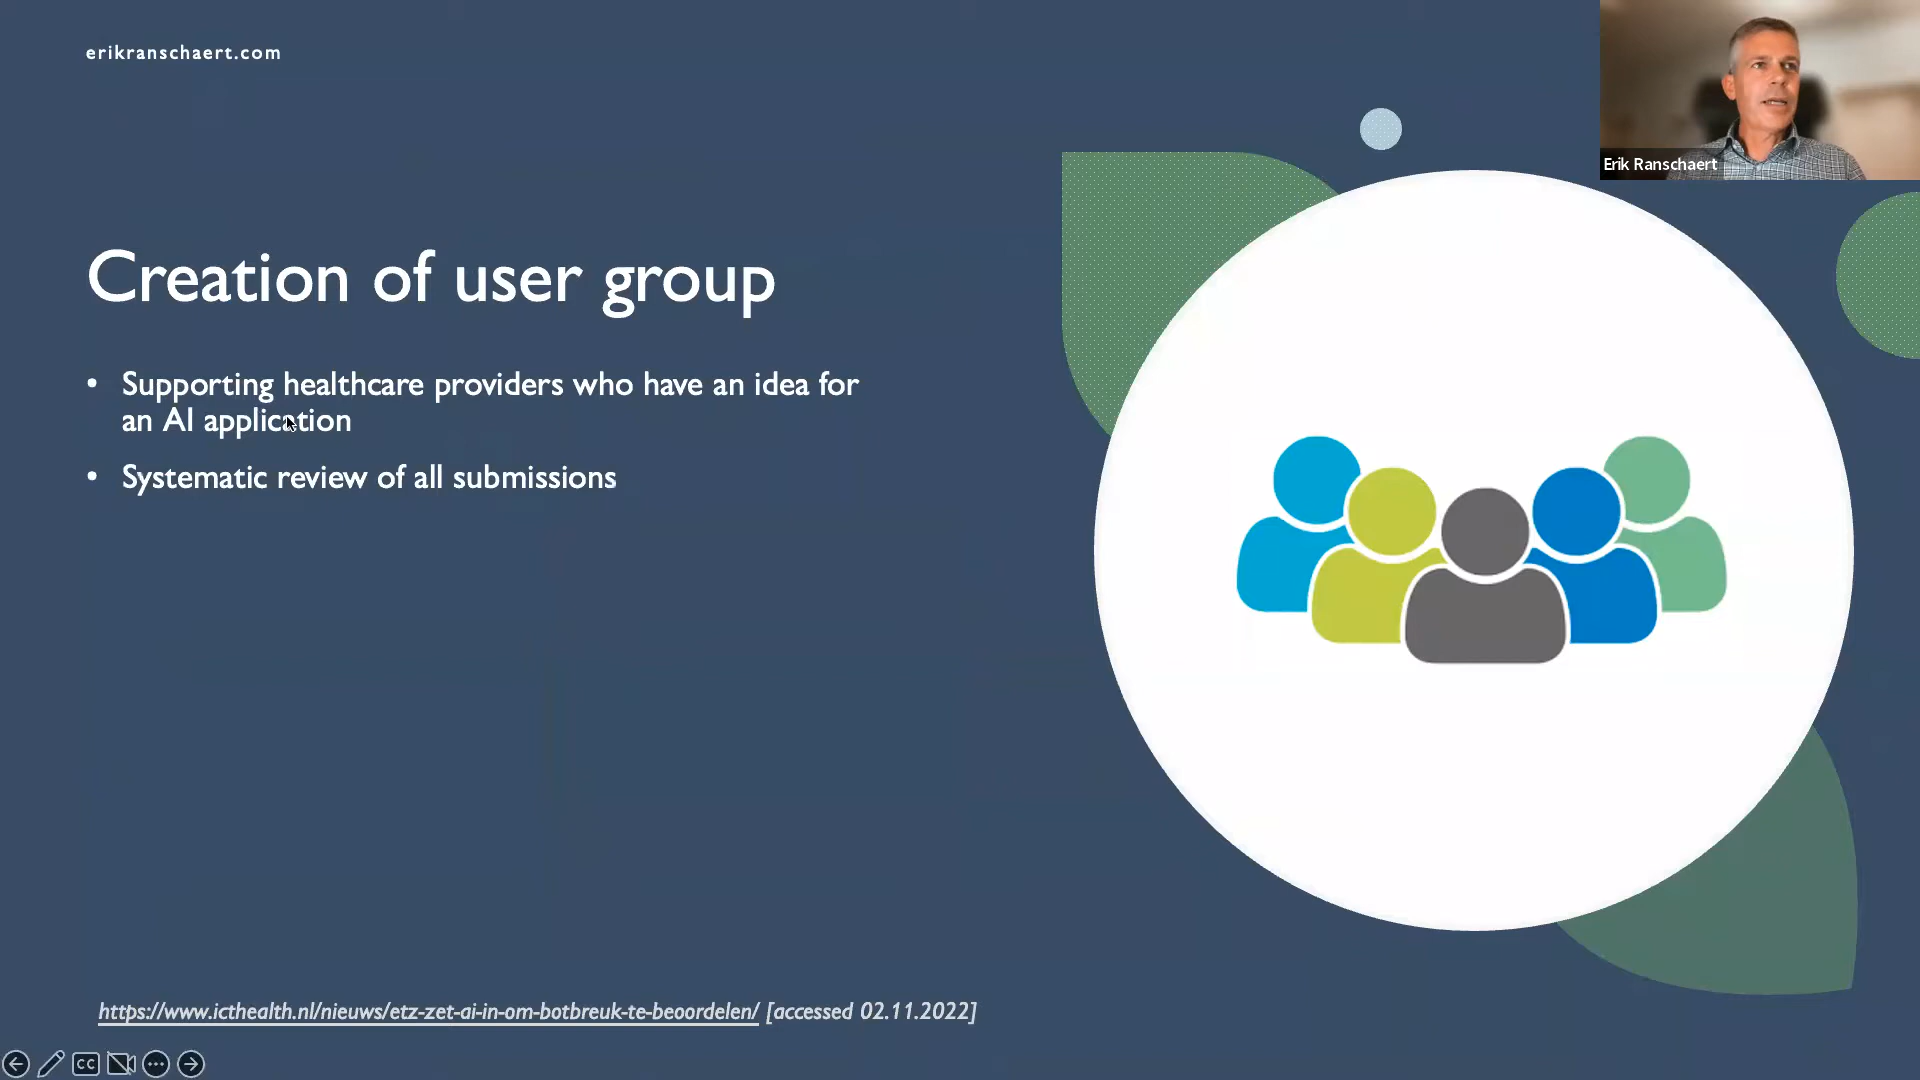 erikranschaert.com
Erik Ranschaert
Creation of user group
• Supporting healthcare providers who have an idea for
an AI application
• Systematic review of all submissions
https://www.icthealth.nl/nieuws/etz-zet-ai-in-om-botbreuk-te-beoordelen/ [accessed 02.11.2022]
CC